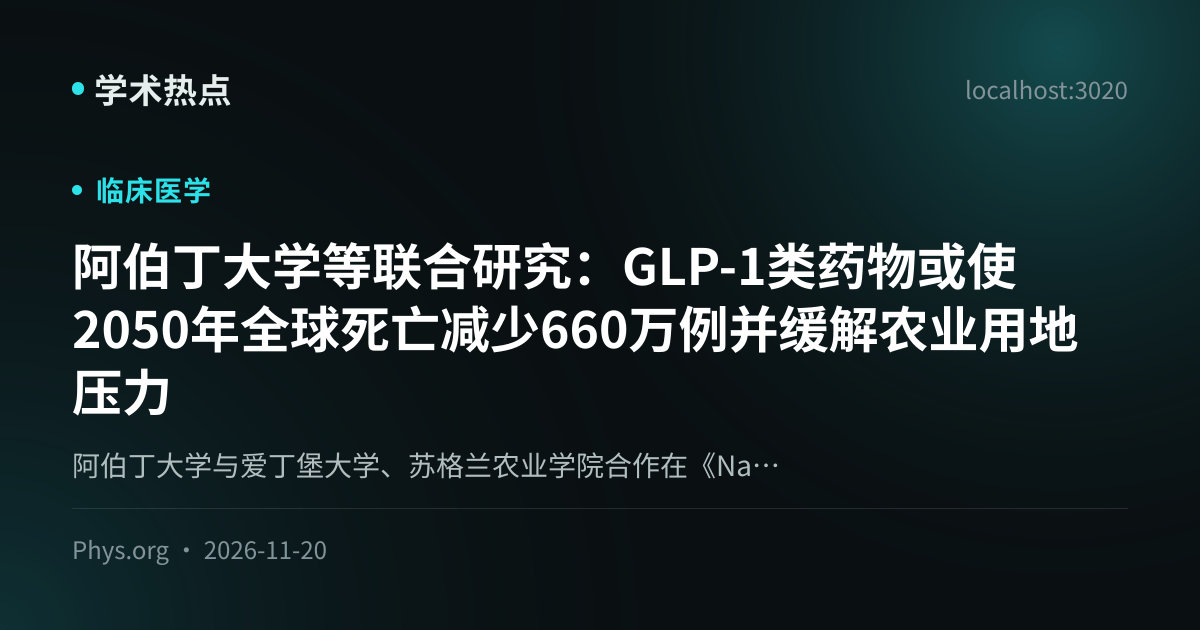 学术热点
localhost:3020
临床医学
阿伯丁大学等联合研究：GLP-1类药物或使
2050年全球死亡减少660万例并缓解农业用地
压力
阿伯丁大学与爱丁堡大学、苏格兰农业学院合作在《Na…
Phys.org · 2026-11-20